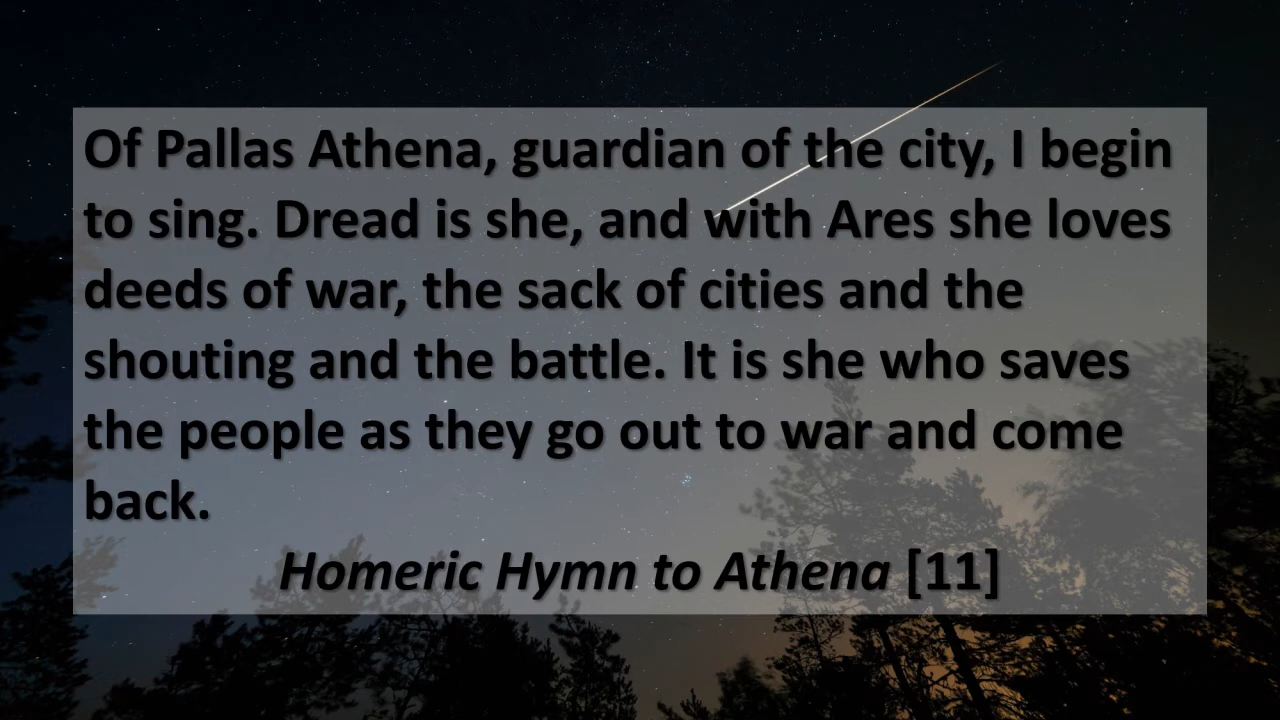 Of Pallas Athena, guardian of the city, I begin
to sing. Dread is she, and with Ares she loves
deeds of war, the sack of cities and the
shouting and the battle. It is she who saves
the people as they go out to war and come
back.
Homeric Hymn to Athena [11]